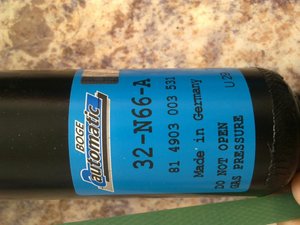 BOGE
automatic
32-N66-A
81 4903 003 531
Made in Germany
DO NOT OPEN
GAS PRESSURE